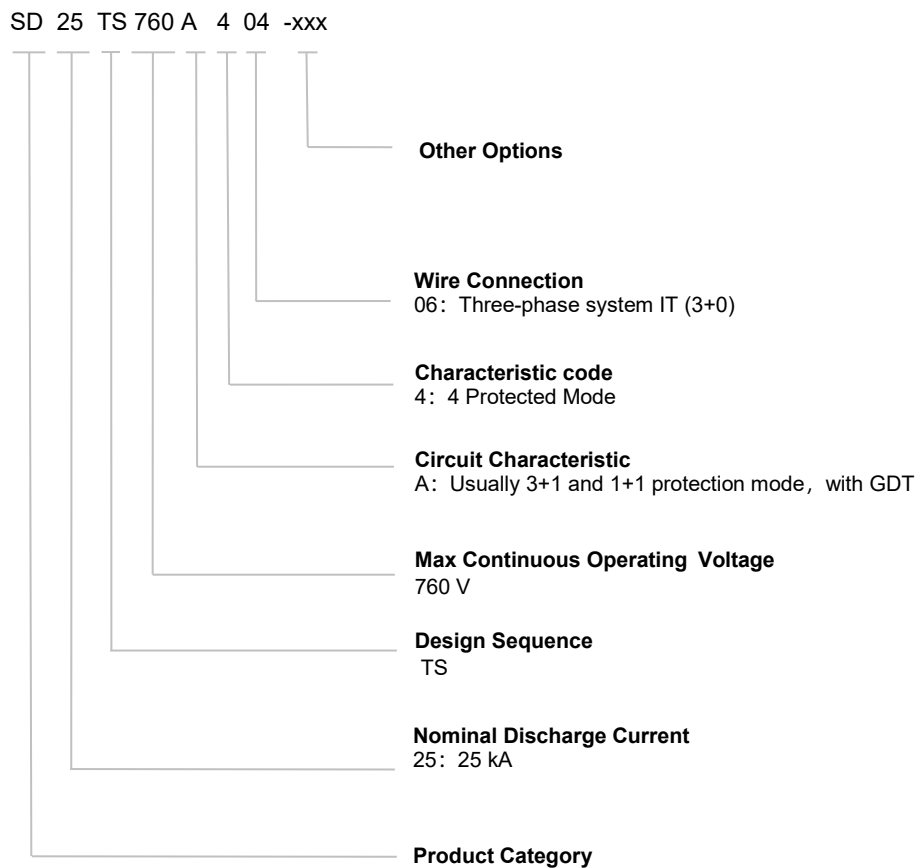 SD 25 TS 760 A 4 04 -xxx
Other Options
Wire Connection
06：Three-phase system IT (3+0)
Characteristic code
4：4 Protected Mode
Circuit Characteristic
A：Usually 3+1 and 1+1 protection mode，with GDT
Max Continuous Operating Voltage
760 V
Design Sequence
TS
Nominal Discharge Current
25：25 kA
Product Category